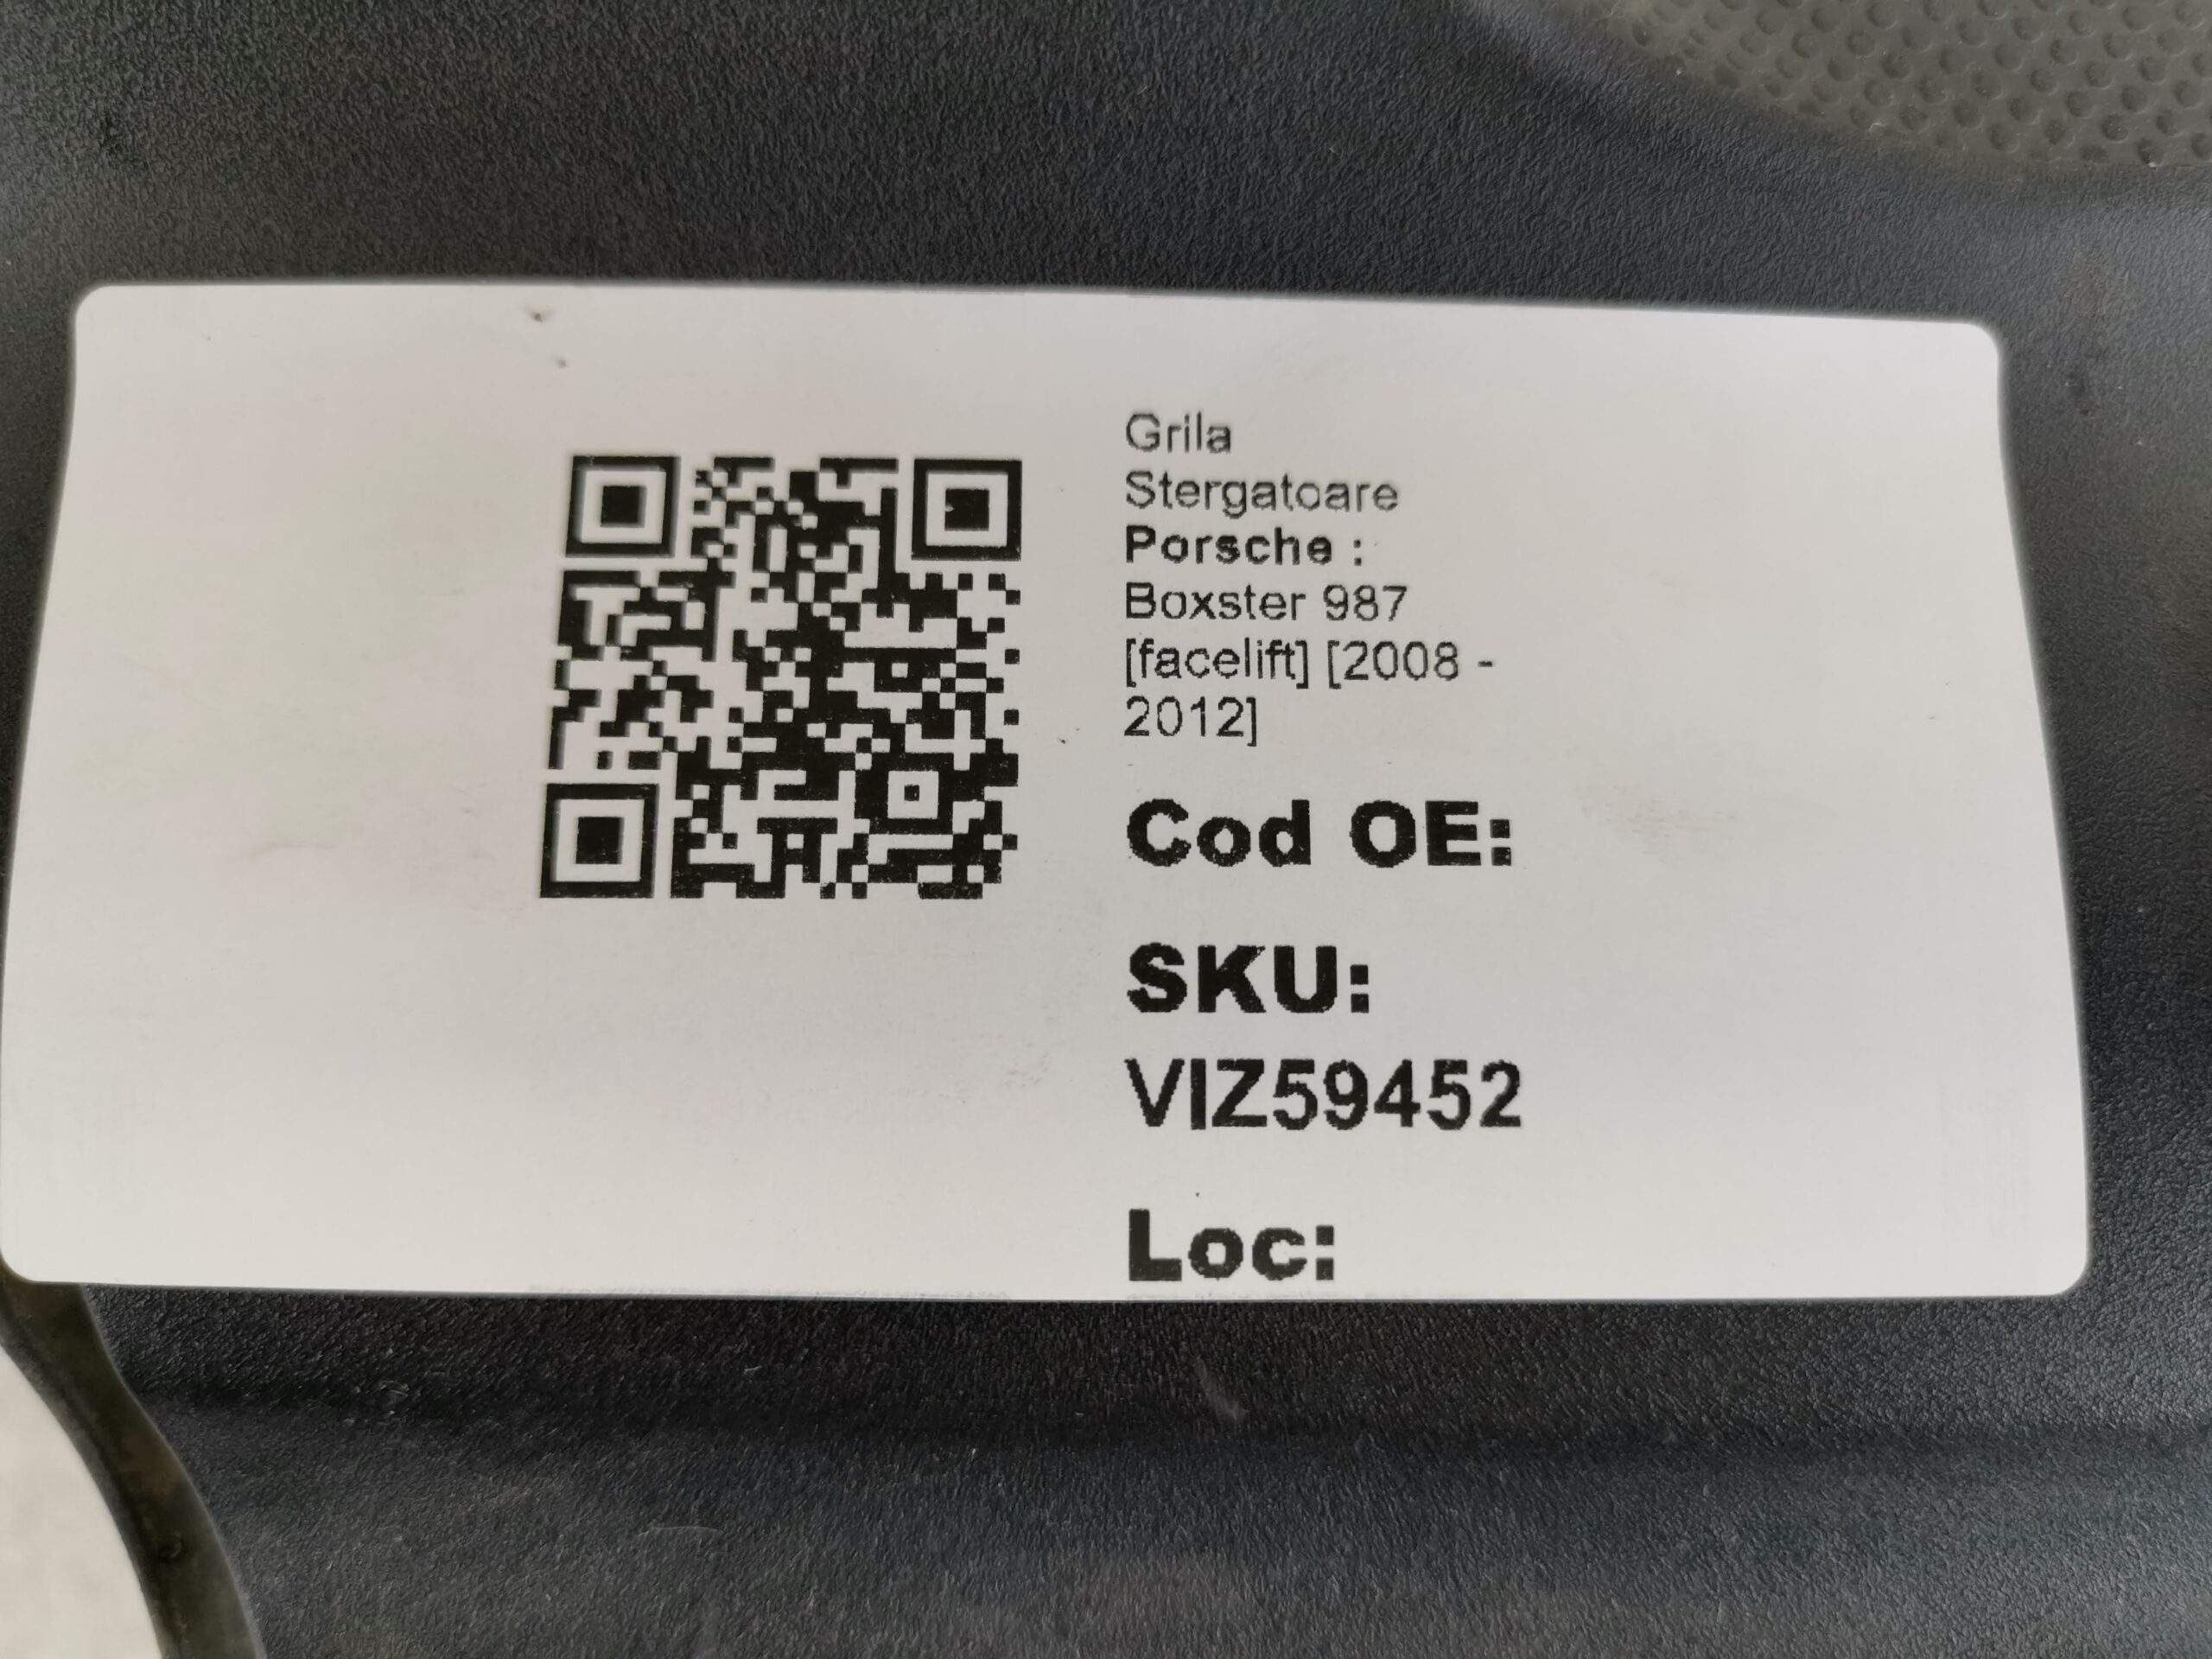 Grila
Stergatoare
Porsche :
Boxster 987
[facelift] [2008 -
2012]
Cod OE:
SKU:
VIZ59452
Loc: